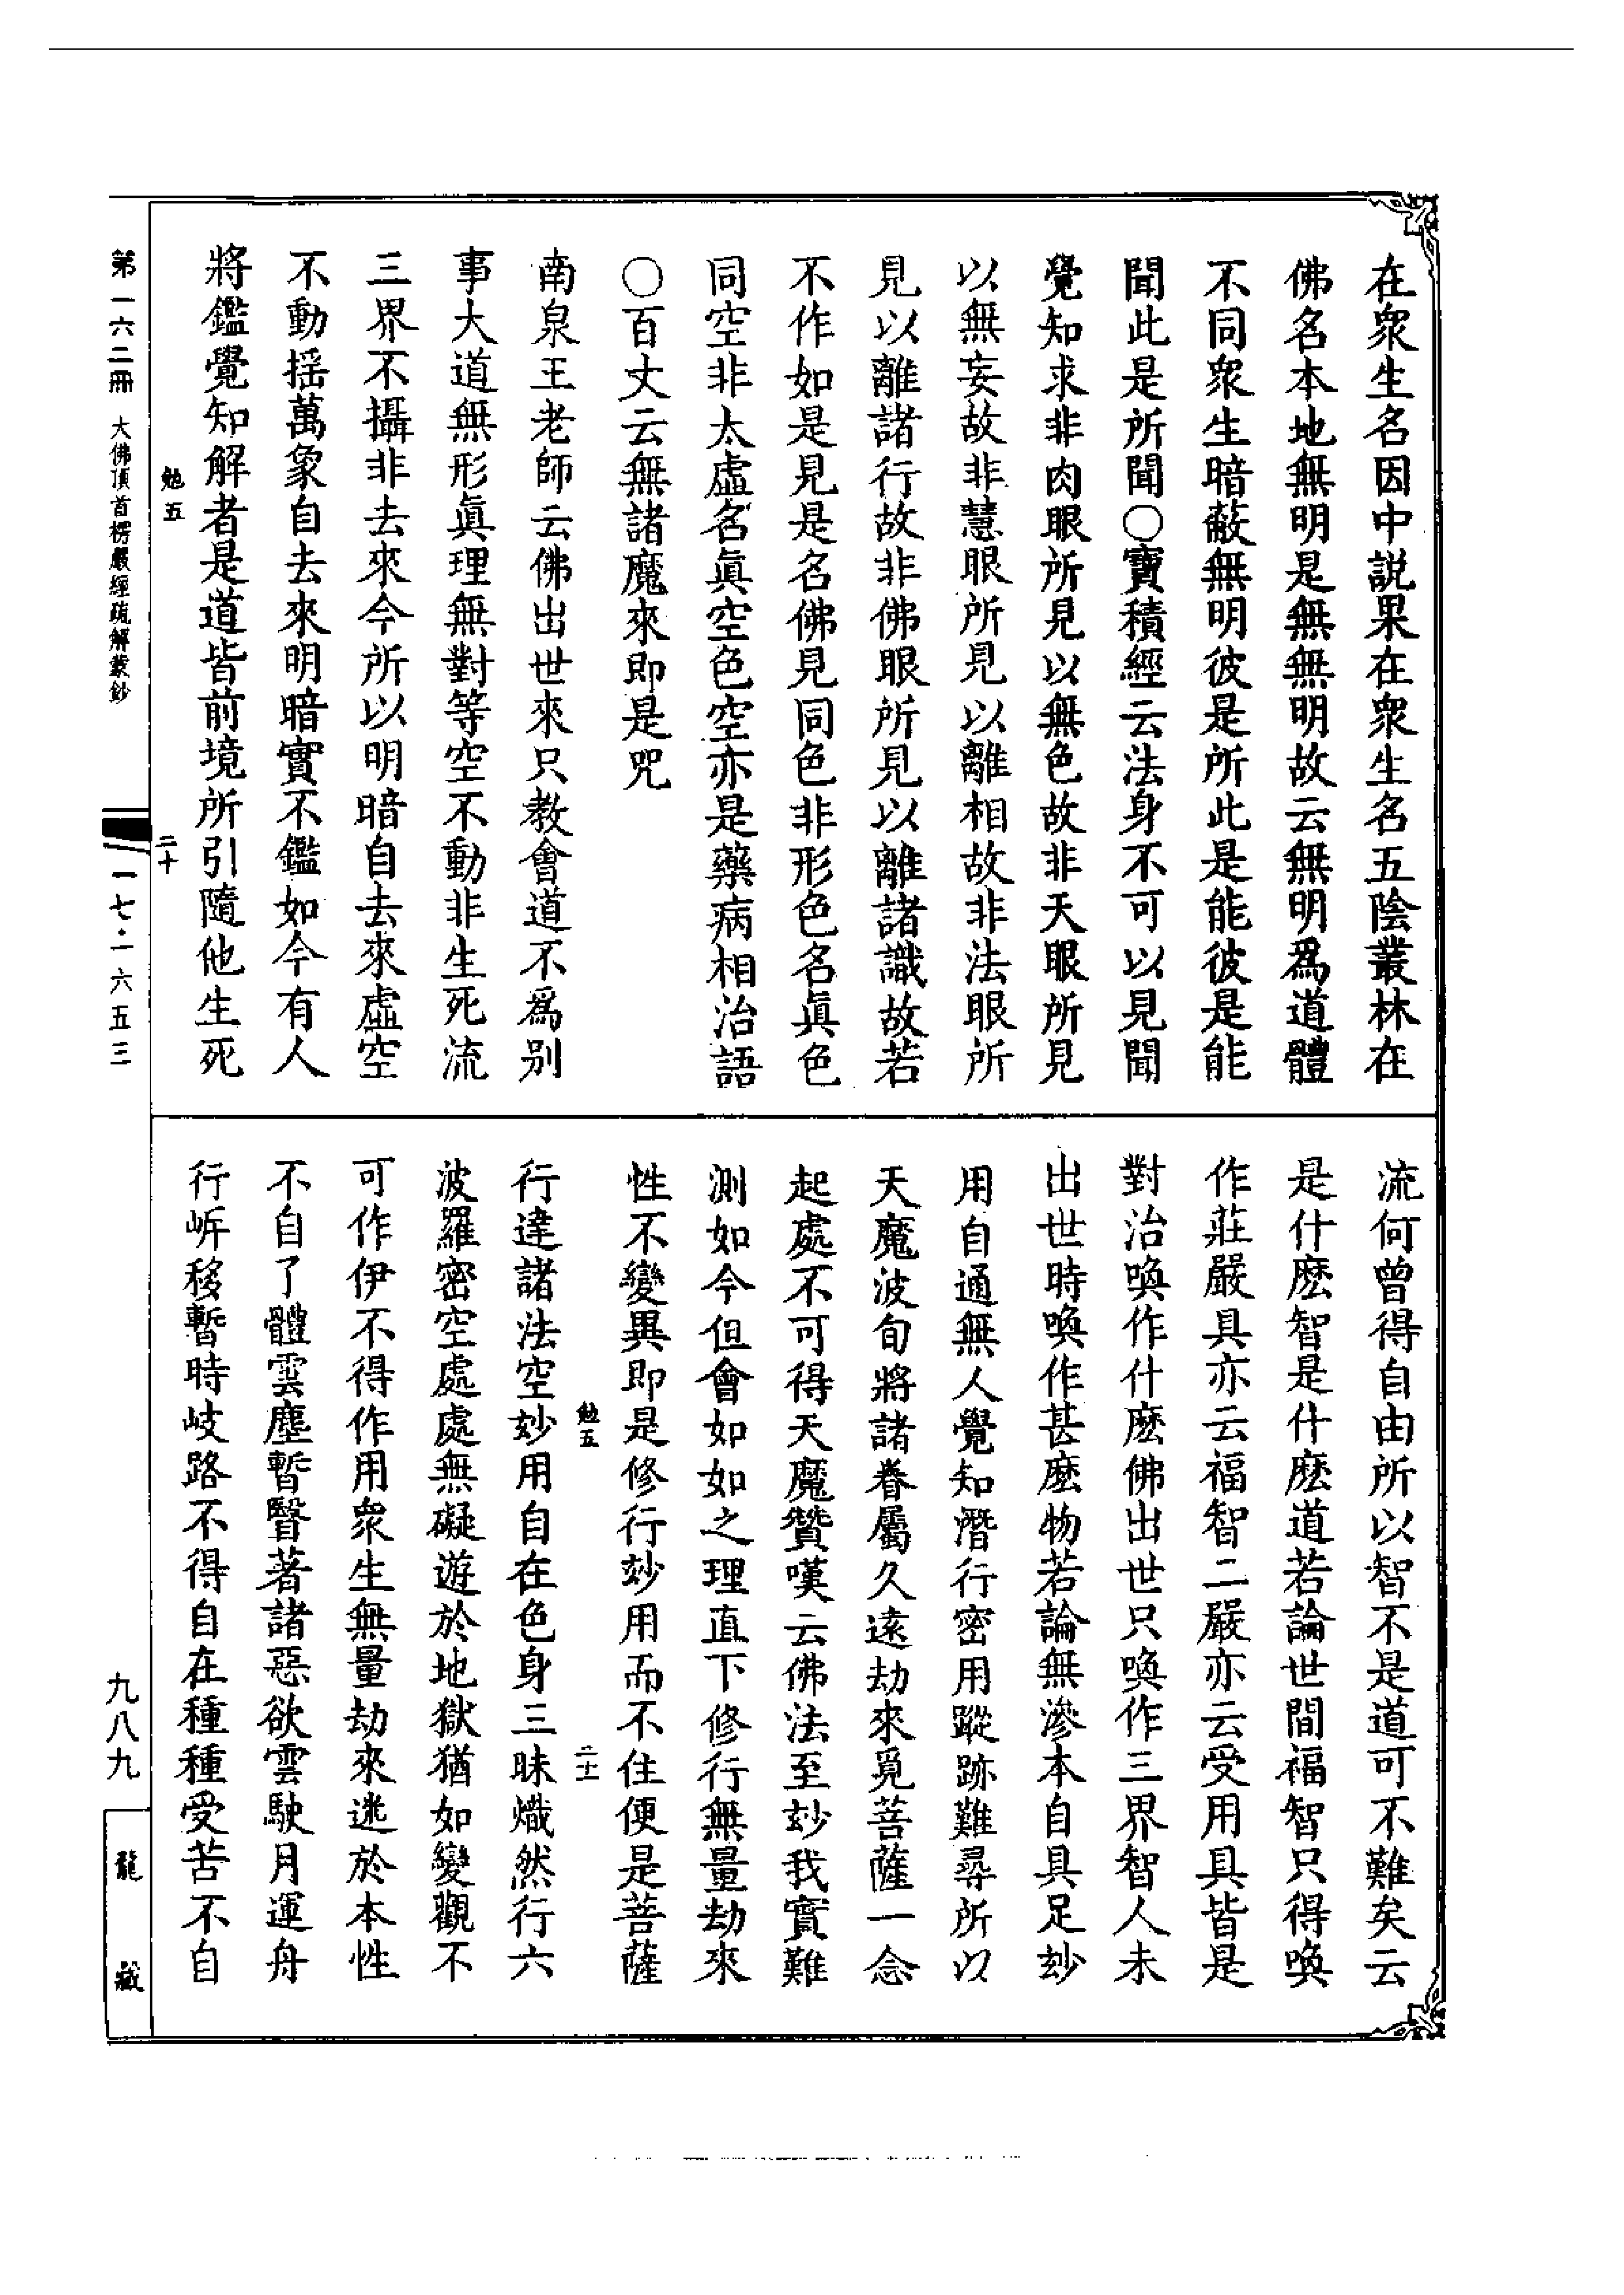 在衆生名因中説果在衆生名五陰叢林在
佛名本地無明是無無明故云無明爲道體
不同衆生暗蔽無明彼是所此是能彼是能
聞此是所聞〇寶積經云法身不可以見聞
覺知求非肉眼所見以無色故非天眼所見
以無妄故非慧眼所見以離相故非法眼所
見以離諸行故非佛眼所見以離諸識故若
不作如是見是名佛見同色非形色名眞色
同空非太虛名眞空色空亦是藥病相治語
〇百丈云無諸魔來即是咒
南泉王老師云佛出世來只教會道不爲别
事大道無形眞理無對等空不動非生死流
三界不攝非去來今所以明暗自去來虛空
不動揺萬象自去來明暗實不鑑如今有人
將鑑覺知解者是道皆前境所引隨他生死
勉五
二十
流何曾得自由所以智不是道可不難矣云
是什麽智是什麽道若論世間福智只得喚
作莊嚴具亦云福智二嚴亦云受用具皆是
對治喚作什麽佛出世只喚作三界智人未
出世時喚作甚麽物若論無滲本自具足玅
用自通無人覺知潛行密用蹤跡難尋所以
天魔波旬將諸眷屬久遠劫來覓菩薩一念
起處不可得天魔贊嘆云佛法至玅我實難
測如今但會如如之理直下修行無量劫來
性不變異即是修行玅用而不住便是菩薩
勉五
二十一
行達諸法空玅用自在色身三昧熾然行六
波羅密空處處無礙遊於地獄猶如變觀不
可作伊不得作用衆生無量劫來迷於本性
不自了體雲塵暫翳著諸惡欲雲駛月運舟
行岸移暫時岐路不得自在種種受苦不自
第一六二冊
大佛頂首楞嚴經疏解蒙鈔
一七·一六五三
九八九
龍藏